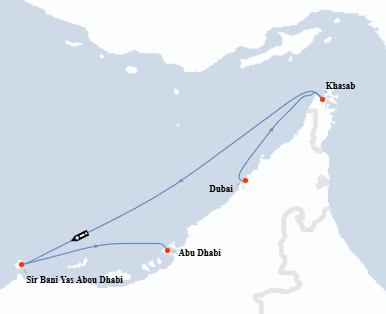 Khasab
Dubai
Abu Dhabi
Sir Bani Yas Abou Dhabi